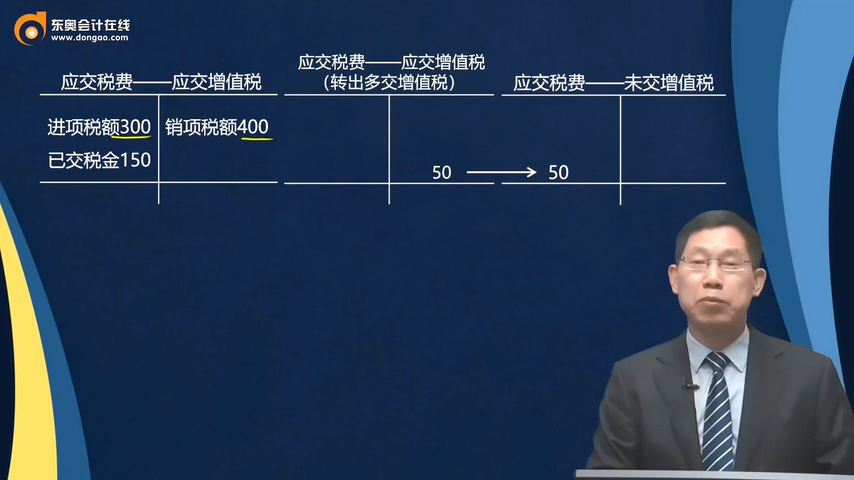 东奥会计在线
www.dongao.com
应交税费——应交增值税
应交税费——应交增值税
（转出多交增值税）
应交税费——未交增值税
进项税额300
销项税额400
已交税金150
50
50